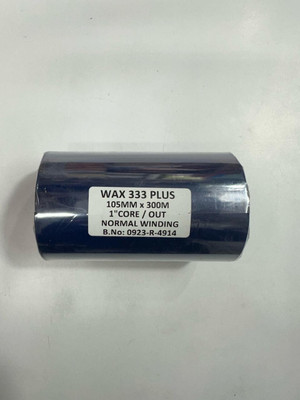 WAX 333 PLUS
105MM x 300M
1"CORE / OUT
NORMAL WINDING
B.No: 0923-R-4914